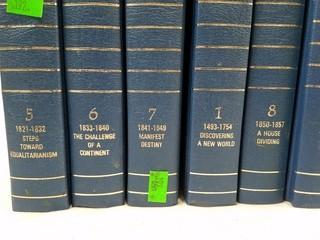 5
1821-1832
STEPS
TOWARD
EQUALITARIANISM
6
1833-1840
THE CHALLENGE
OF A
CONTINENT
7
1841-1849
MANIFEST
DESTINY
1
1493-1754
DISCOVERING
A NEW WORLD
8
1850-1857
A HOUSE
DIVIDING